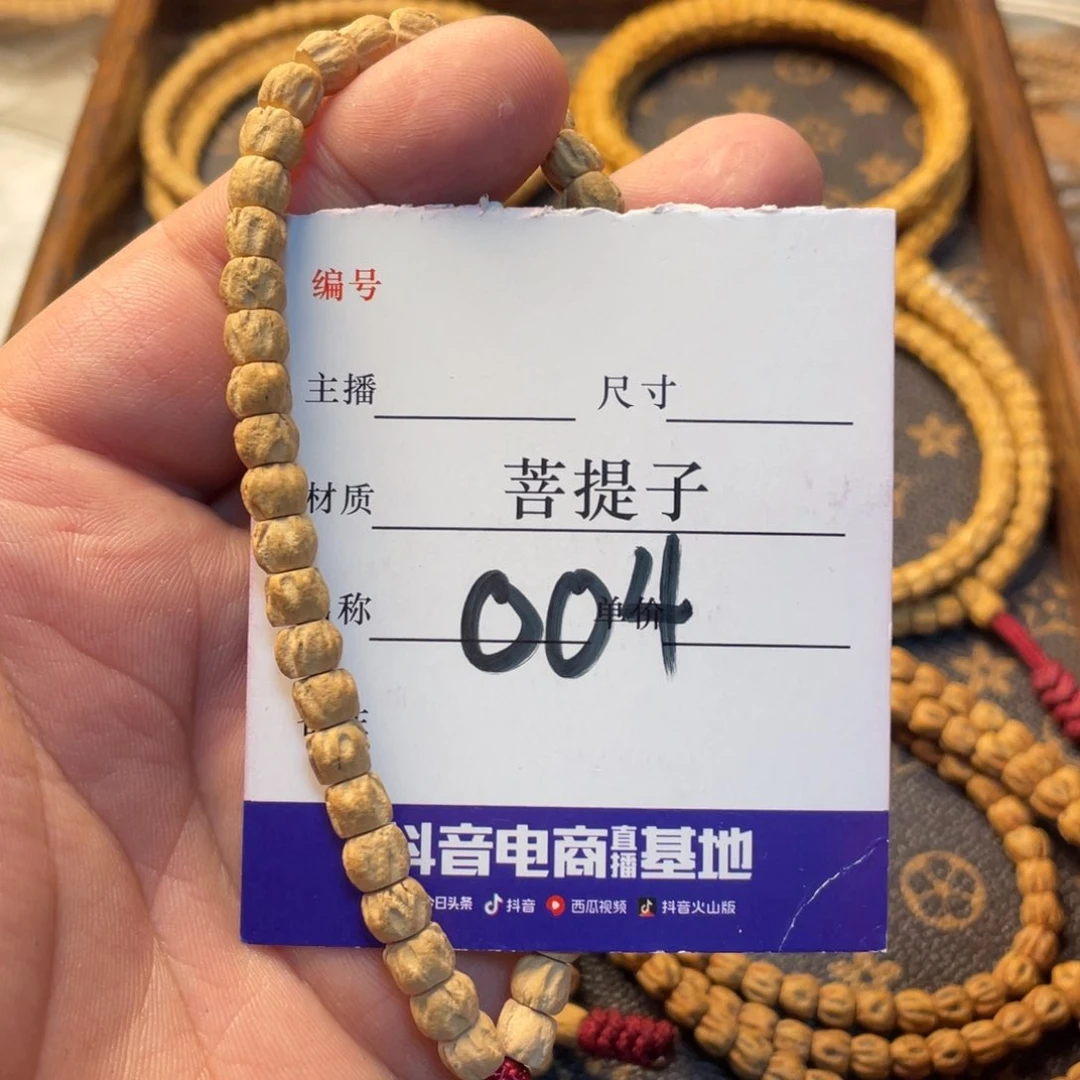 编号
主播 尺寸
材质 菩提子
称 单价
004
抖音电商直播基地
今日头条 抖音 西瓜视频 抖音火山版